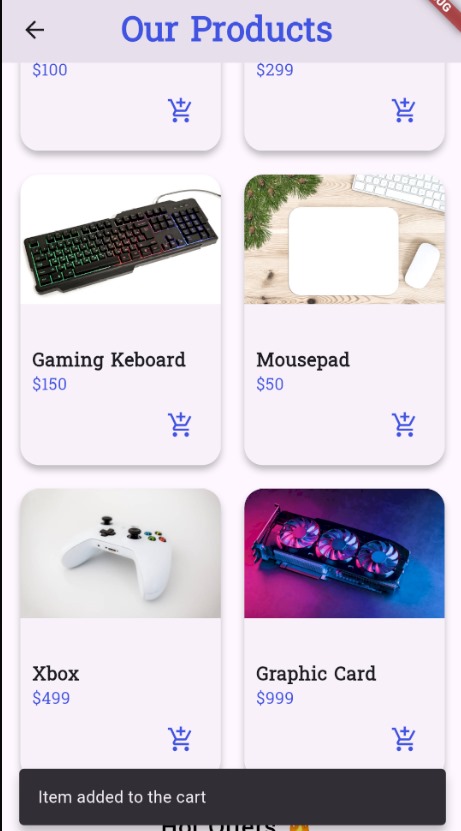 Our Products
UG
$100
$299
Gaming Keboard
$150
Mousepad
$50
Xbox
$499
Graphic Card
$999
Item added to the cart
Hot Offers 🔥